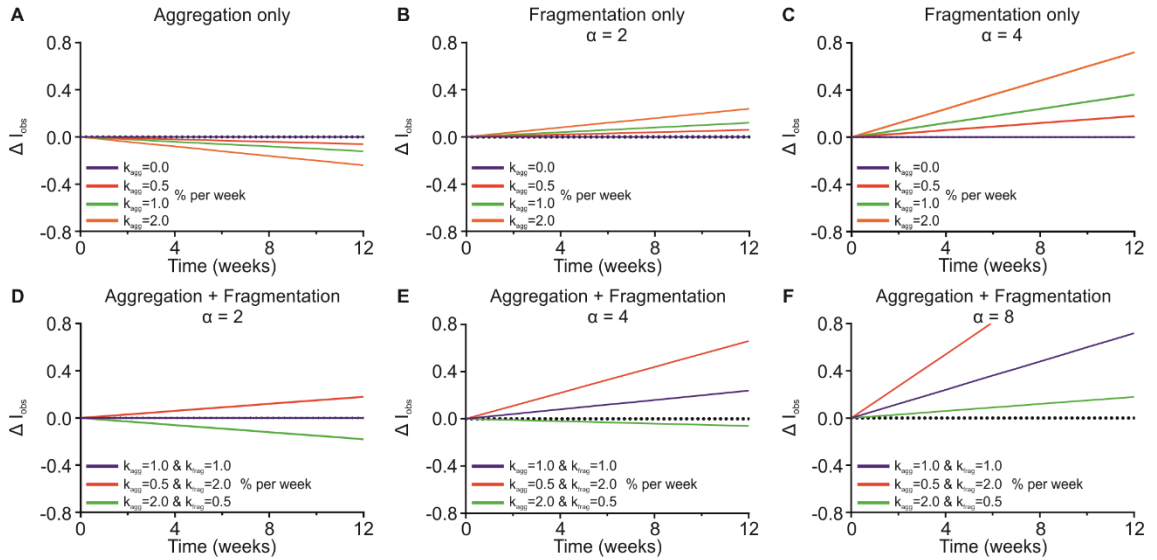 A Aggregation only
0.8
0.4
0.0
-0.4
-0.8
Δ I_obs
k_agg=0.0
k_agg=0.5
k_agg=1.0
k_agg=2.0
% per week
0 4 8 12
Time (weeks)
B Fragmentation only
α = 2
0.8
0.4
0.0
-0.4
-0.8
Δ I_obs
k_agg=0.0
k_agg=0.5
k_agg=1.0
k_agg=2.0
% per week
0 4 8 12
Time (weeks)
C Fragmentation only
α = 4
0.8
0.4
0.0
-0.4
-0.8
Δ I_obs
k_agg=0.0
k_agg=0.5
k_agg=1.0
k_agg=2.0
% per week
0 4 8 12
Time (weeks)
D Aggregation + Fragmentation
α = 2
0.8
0.4
0.0
-0.4
-0.8
Δ I_obs
k_agg=1.0 & k_frag=1.0
k_agg=0.5 & k_frag=2.0 % per week
k_agg=2.0 & k_frag=0.5
0 4 8 12
Time (weeks)
E Aggregation + Fragmentation
α = 4
0.8
0.4
0.0
-0.4
-0.8
Δ I_obs
k_agg=1.0 & k_frag=1.0
k_agg=0.5 & k_frag=2.0 % per week
k_agg=2.0 & k_frag=0.5
0 4 8 12
Time (weeks)
F Aggregation + Fragmentation
α = 8
0.8
0.4
0.0
-0.4
-0.8
Δ I_obs
k_agg=1.0 & k_frag=1.0
k_agg=0.5 & k_frag=2.0 % per week
k_agg=2.0 & k_frag=0.5
0 4 8 12
Time (weeks)